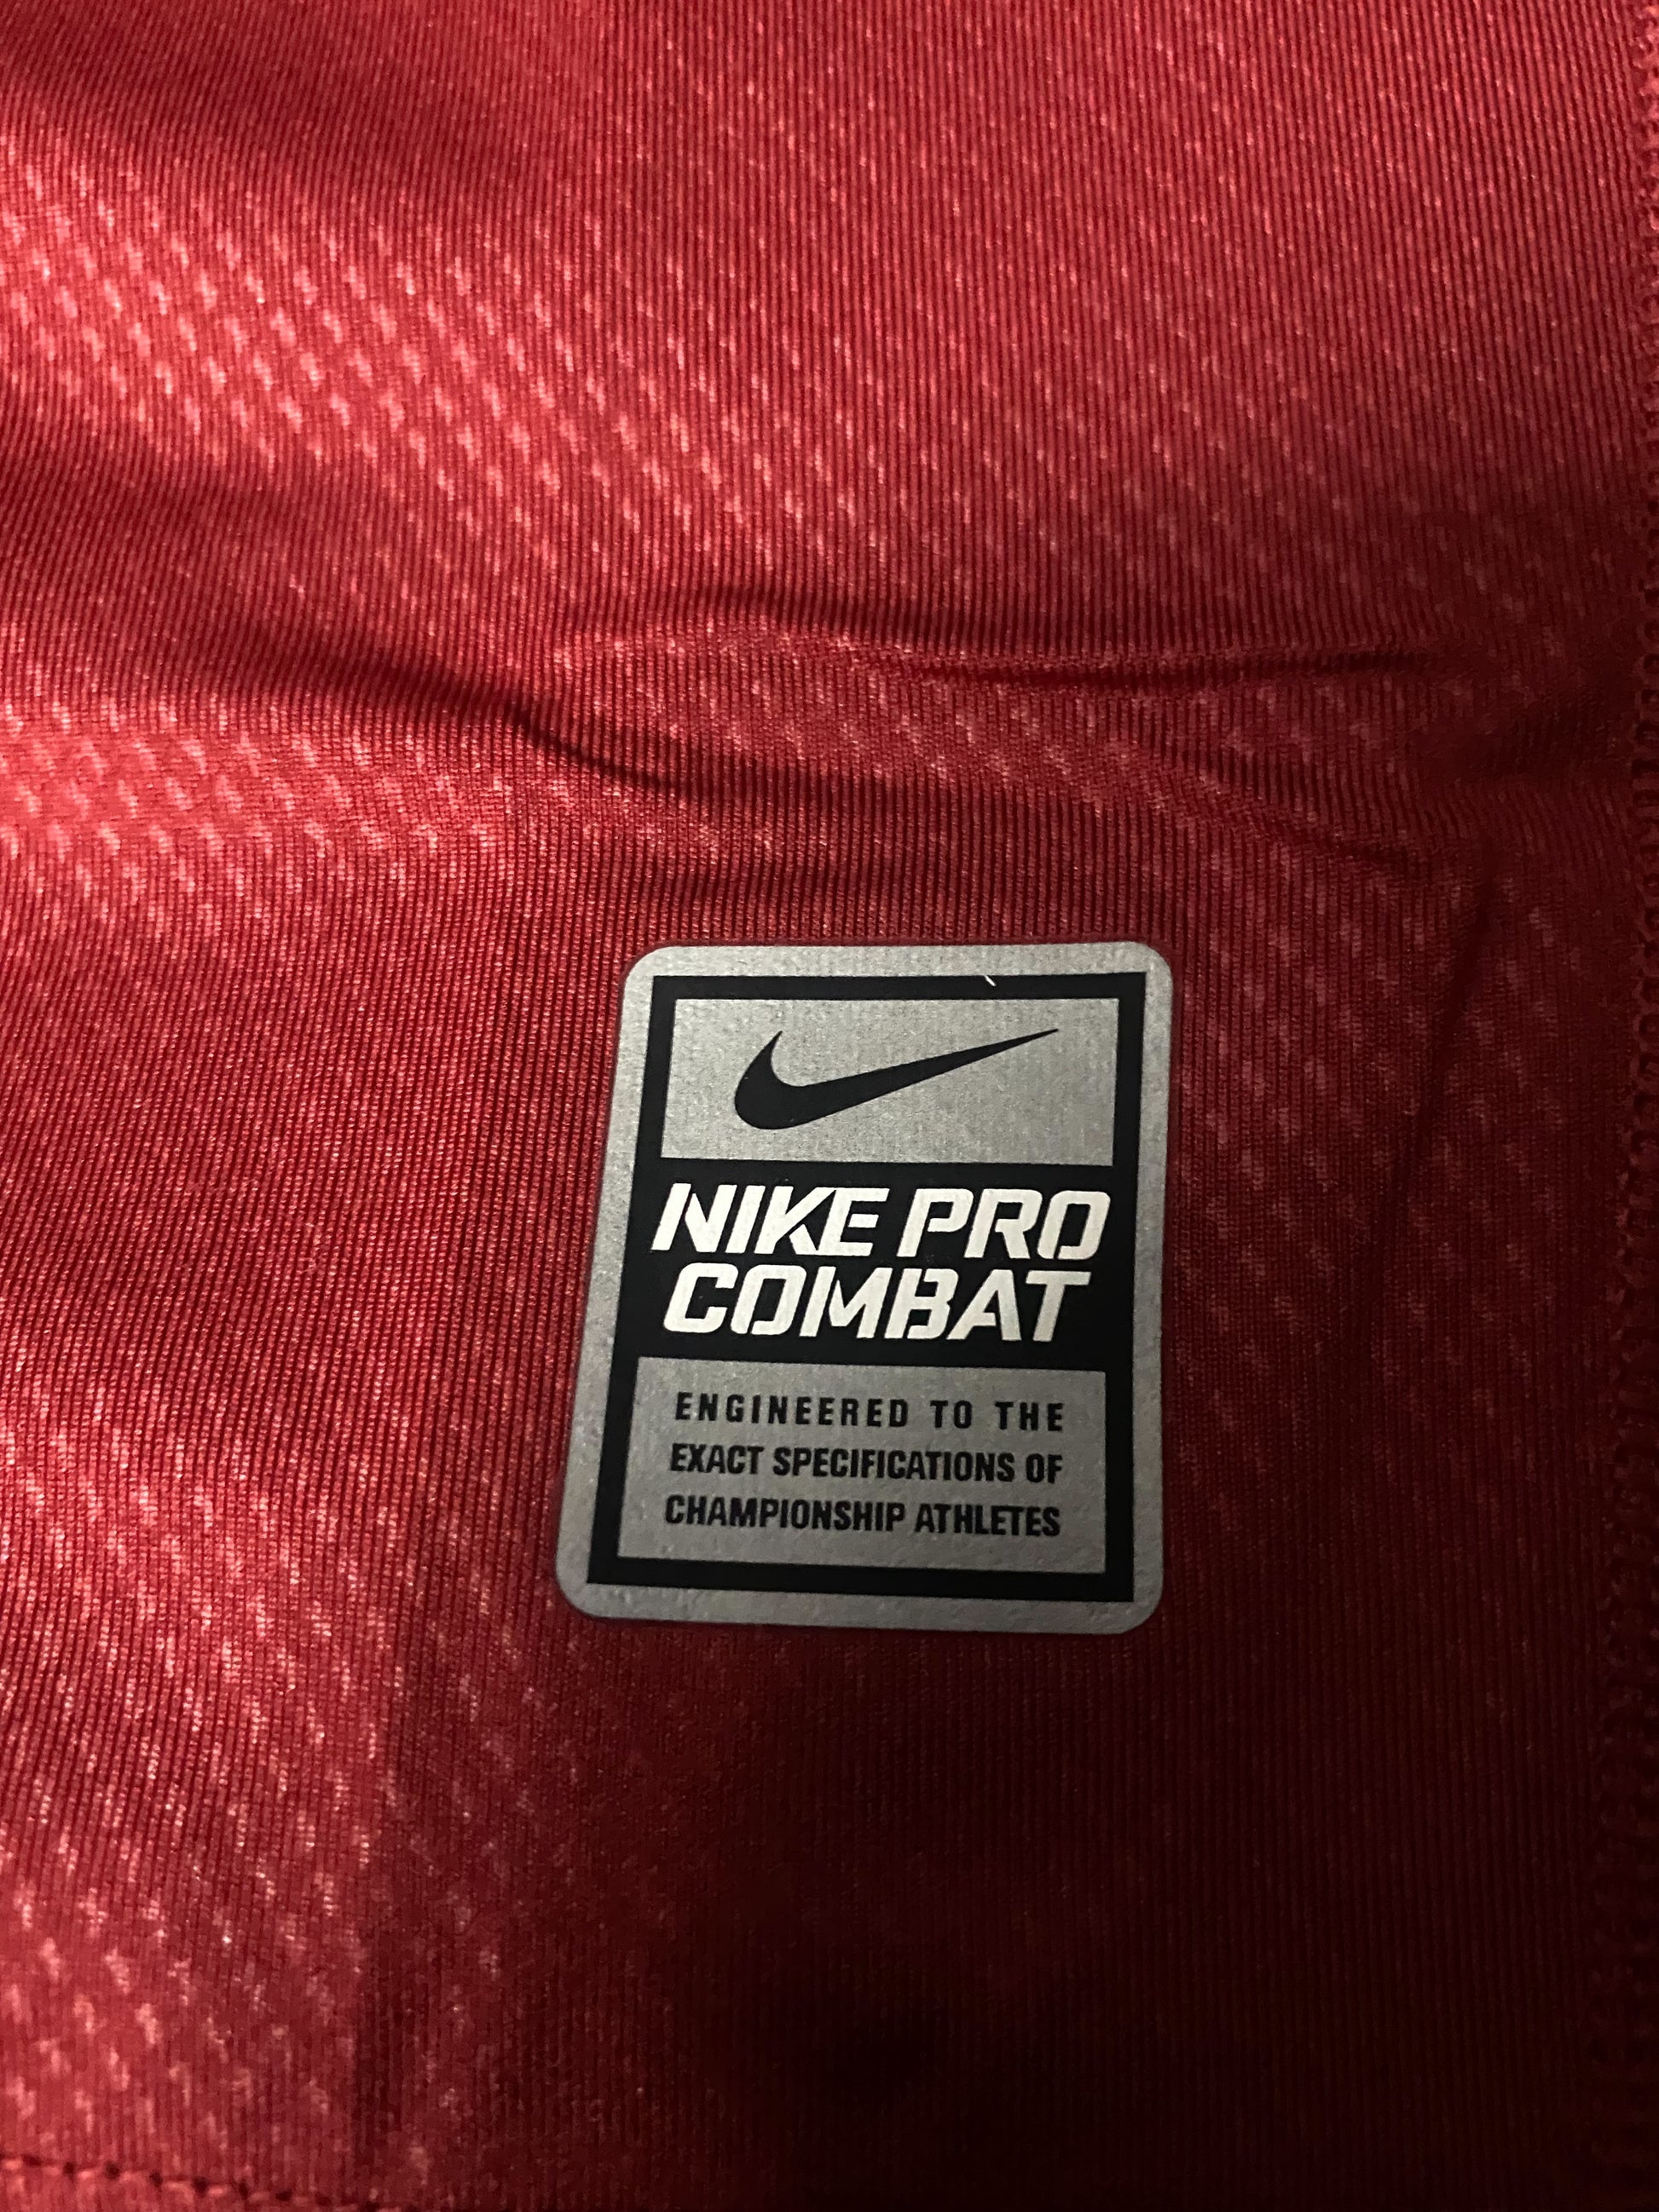 NIKE PRO
COMBAT
ENGINEERED TO THE
EXACT SPECIFICATIONS OF
CHAMPIONSHIP ATHLETES